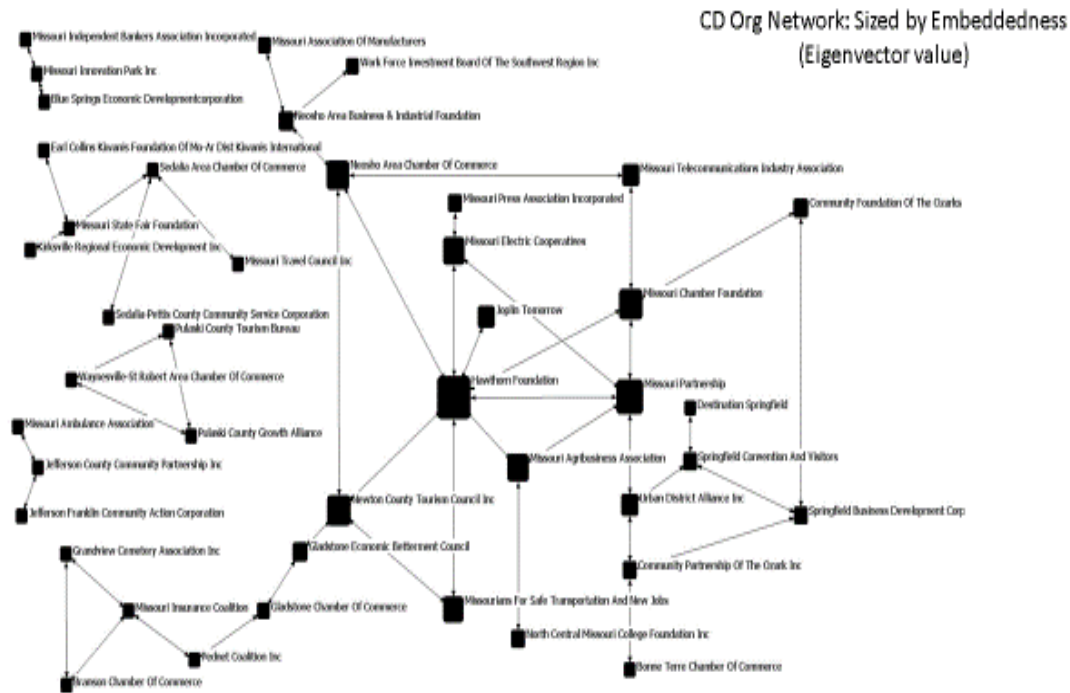 CD Org Network: Sized by Embeddedness
(Eigenvector value)
Missouri Independent Bankers Association Incorporated
Missouri Association Of Manufacturers
Work Force Investment Board Of The Southwest Region Inc
Missouri Innovation Park Inc
Blue Springs Economic Developmentcorporation
Neosho Area Business & Industrial Foundation
Earl Collins Kiwanis Foundation Of Mo-Ar Dist Kiwanis International
Sedalia Area Chamber Of Commerce
Neosho Area Chamber Of Commerce
Missouri Telecommunications Industry Association
Missouri Press Association Incorporated
Community Foundation Of The Ozarks
Missouri State Fair Foundation
Kirksville Regional Economic Development Inc
Missouri Electric Cooperatives
Missouri Travel Council Inc
Missouri Chamber Foundation
Sedalia-Pettis County Community Service Corporation
Joplin Tomorrow
Pulaski County Tourism Bureau
Waynesville-St Robert Area Chamber Of Commerce
Hawthorn Foundation
Missouri Partnership
Destination Springfield
Missouri Ambulance Association
Pulaski County Growth Alliance
Missouri Agribusiness Association
Springfield Convention And Visitors
Jefferson County Community Partnership Inc
Newton County Tourism Council Inc
Urban District Alliance Inc
Springfield Business Development Corp
Jefferson Franklin Community Action Corporation
Grandview Cemetery Association Inc
Gladstone Economic Betterment Council
Community Partnership Of The Ozark Inc
Missouri Insurance Coalition
Gladstone Chamber Of Commerce
Missourians For Safe Transportation And New Jobs
North Central Missouri College Foundation Inc
Pednet Coalition Inc
Bonne Terre Chamber Of Commerce
Branson Chamber Of Commerce